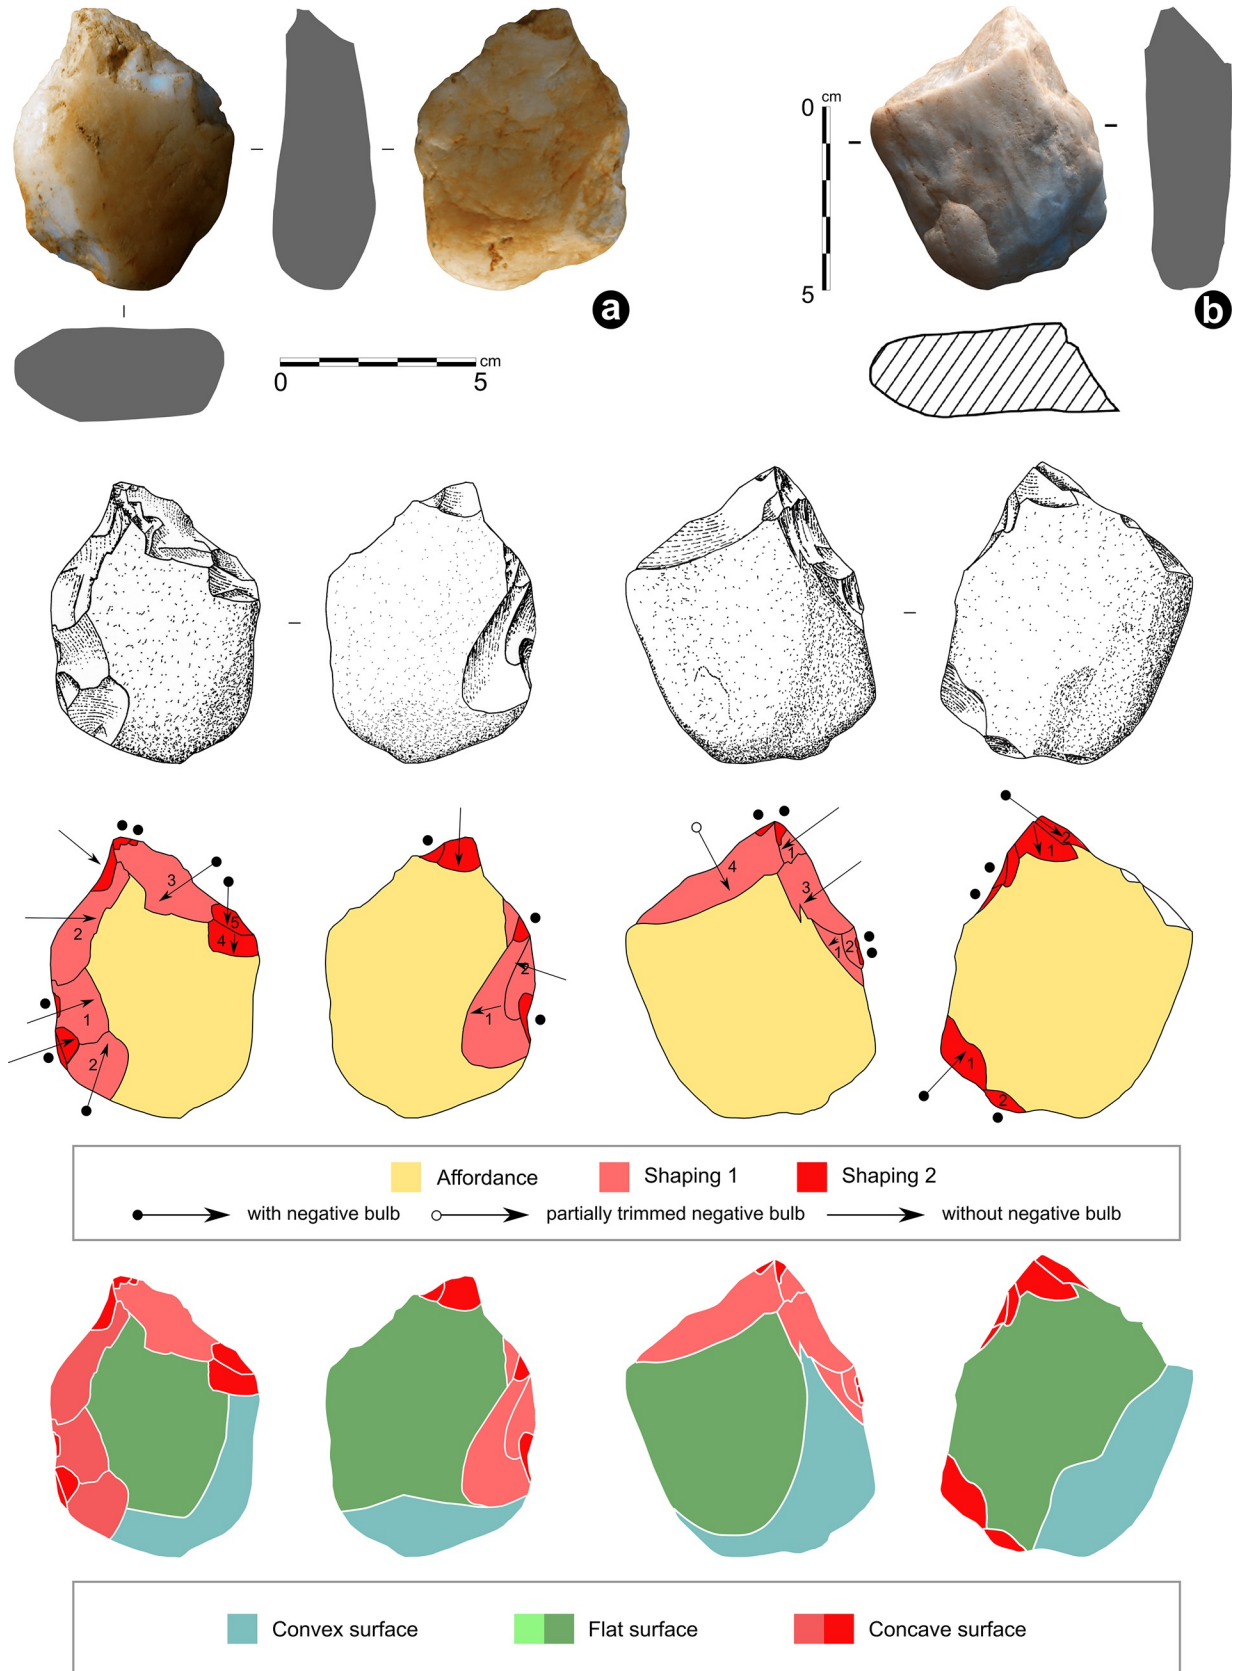 0
cm
5
a
b
cm
0
5
3
5
4
2
1
2
2
1
4
1
3
1
2
2
1
1
2
Affordance
Shaping 1
Shaping 2
with negative bulb
partially trimmed negative bulb
without negative bulb
Convex surface
Flat surface
Concave surface